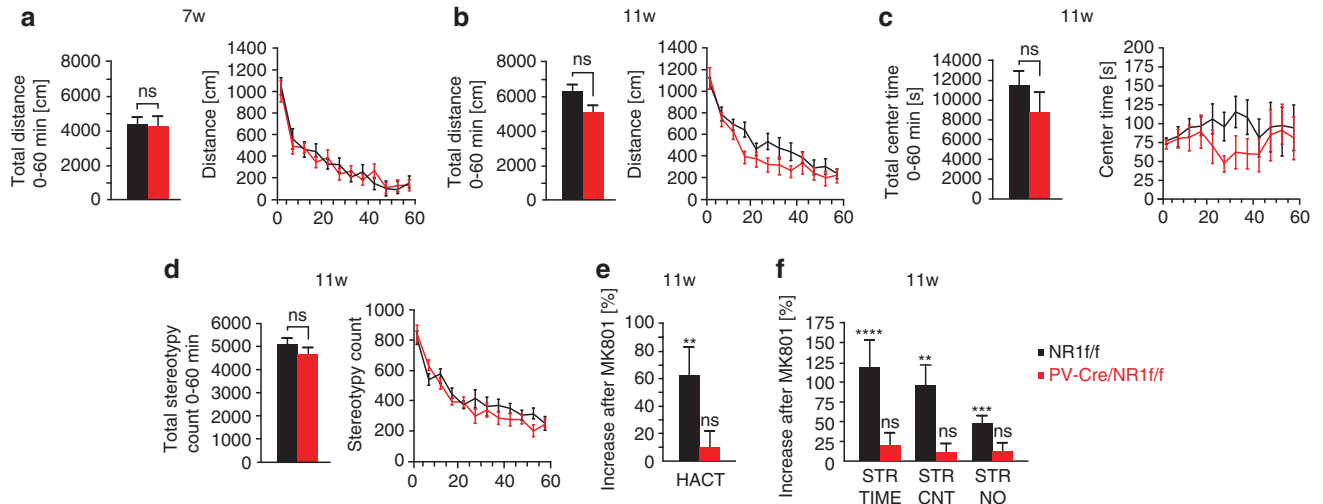 a
7w
Total distance
0-60 min [cm]
8000
6000
4000
2000
0
ns
Distance [cm]
1400
1200
1000
800
600
400
200
0
0 20 40 60
b
11w
Total distance
0-60 min [cm]
8000
6000
4000
2000
0
ns
Distance [cm]
1400
1200
1000
800
600
400
200
0
0 20 40 60
c
11w
Total center time
0-60 min [s]
14000
12000
10000
8000
6000
4000
2000
ns
Center time [s]
200
175
150
125
100
75
50
25
0
0 20 40 60
d
11w
Total stereotypy
count 0-60 min
6000
5000
4000
3000
2000
1000
0
ns
Stereotypy count
1000
800
600
400
200
0
0 20 40 60
e
11w
Increase after MK801 [%]
100
80
60
40
20
0
**
ns
HACT
f
11w
Increase after MK801 [%]
175
150
125
100
75
50
25
0
****
ns
**
ns
***
ns
STR
TIME
STR
CNT
STR
NO
NR1f/f
PV-Cre/NR1f/f